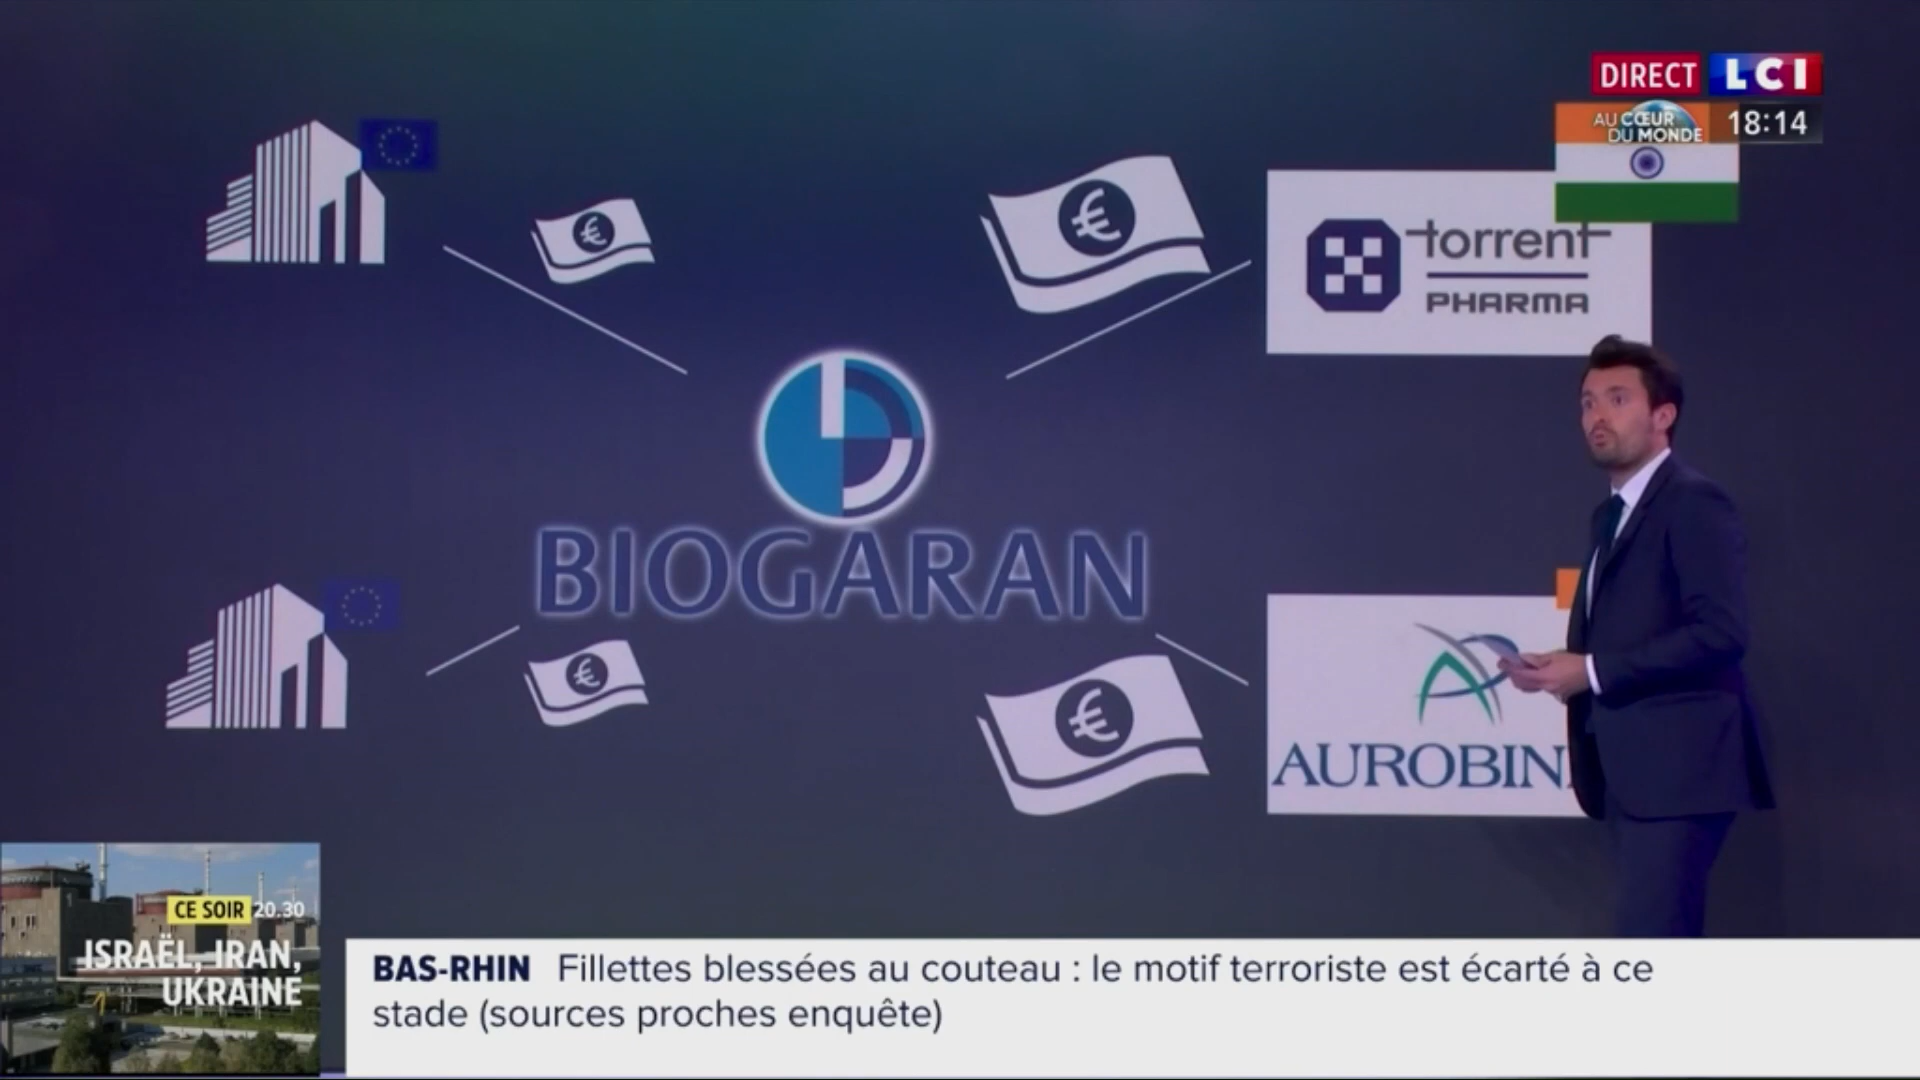 DIRECT LCI
AU CŒUR
DU MONDE
18:14
torrent
PHARMA
BIOGARAN
AUROBIN
CE SOIR 20.30
ISRAËL, IRAN,
UKRAINE
BAS-RHIN Fillettes blessées au couteau : le motif terroriste est écarté à ce
stade (sources proches enquête)